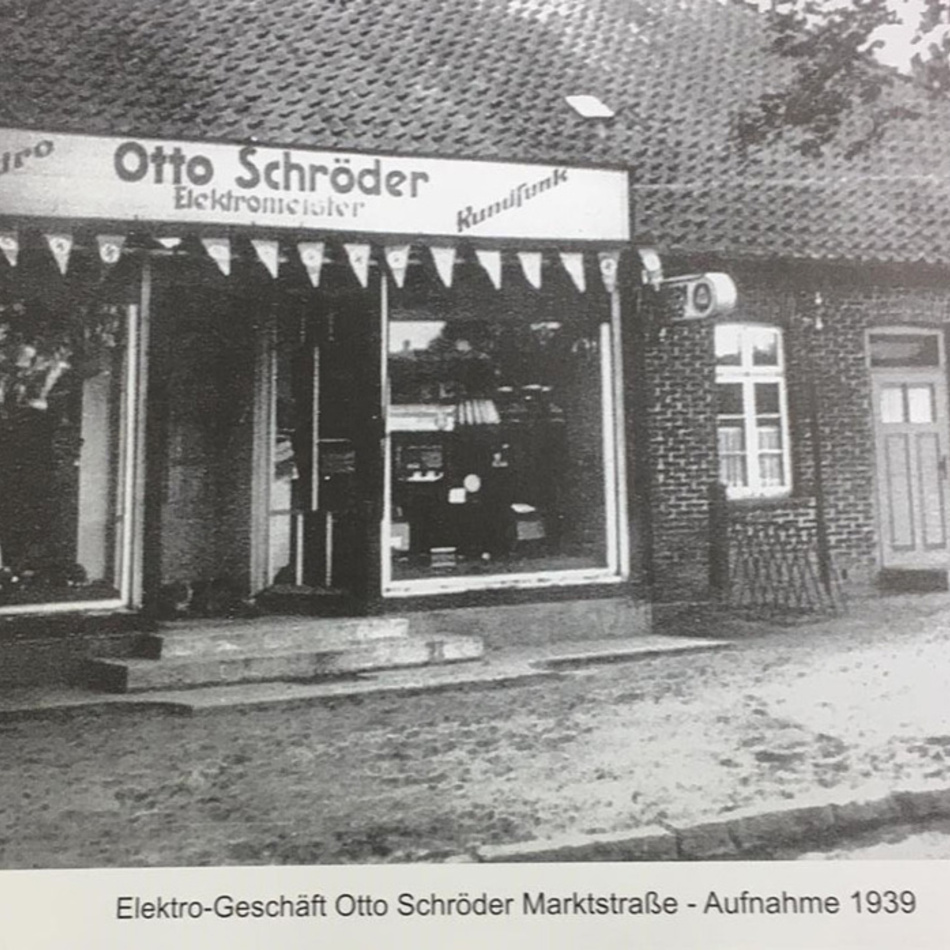 Otto Schröder
Elektromeister
Rundfunk
Elektro-Geschäft Otto Schröder Marktstraße - Aufnahme 1939